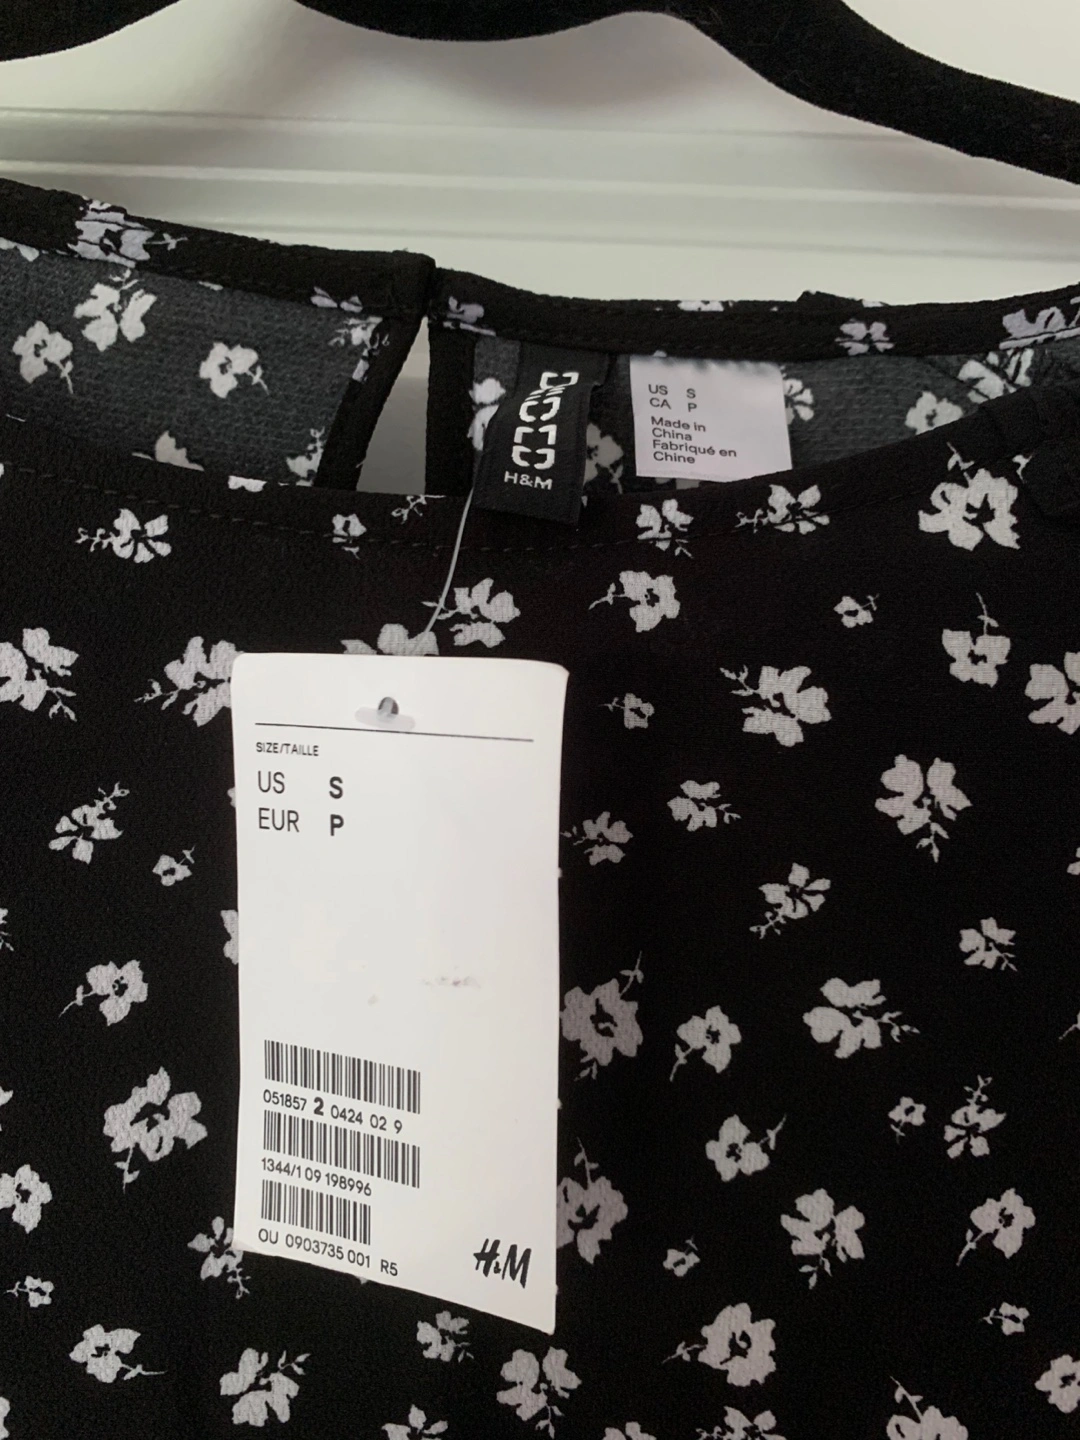 H&M
US S
CA P
Made in
China
Fabriqué en
Chine
SIZE/TAILLE
US S
EUR P
051857 2 0424 02 9
1344/1 09 198996
OU 0903735 001 R5
H&M